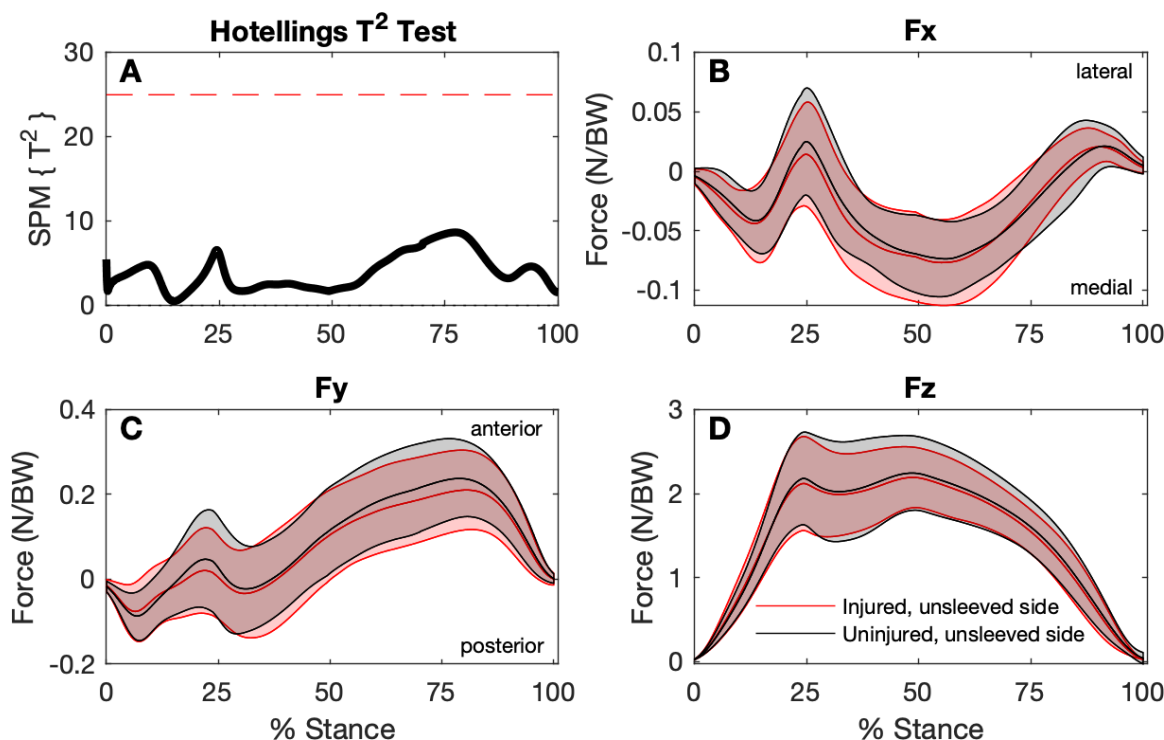 Hotellings T² Test
A
SPM { T² }
30
20
10
0
0 25 50 75 100
Fx
B
lateral
medial
Force (N/BW)
0.1
0.05
0
-0.05
-0.1
0 25 50 75 100
Fy
C
anterior
posterior
Force (N/BW)
0.4
0.2
0
-0.2
0 25 50 75 100
% Stance
Fz
D
Force (N/BW)
3
2
1
0
Injured, unsleeved side
Uninjured, unsleeved side
0 25 50 75 100
% Stance